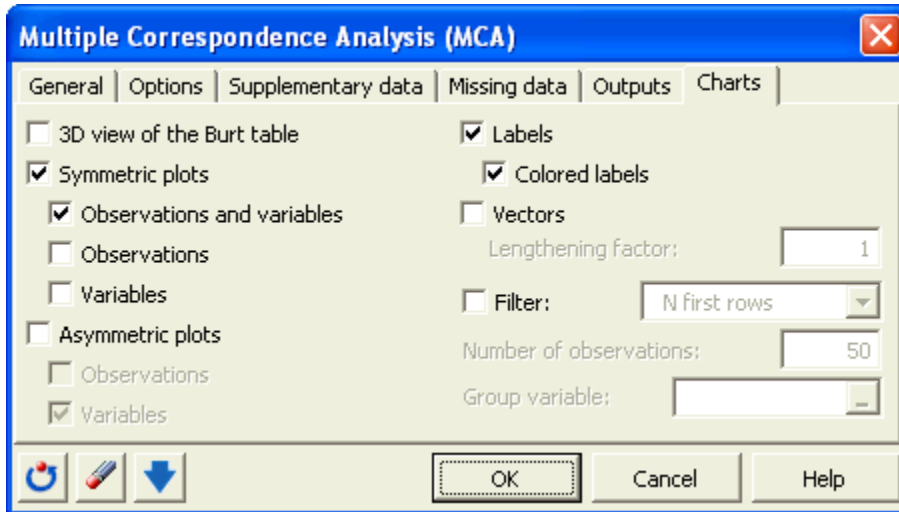 Multiple Correspondence Analysis (MCA)
General Options Supplementary data Missing data Outputs Charts
3D view of the Burt table
Symmetric plots
Observations and variables
Observations
Variables
Asymmetric plots
Observations
Variables
Labels
Colored labels
Vectors
Lengthening factor: 1
Filter: N first rows
Number of observations: 50
Group variable: _
OK Cancel Help